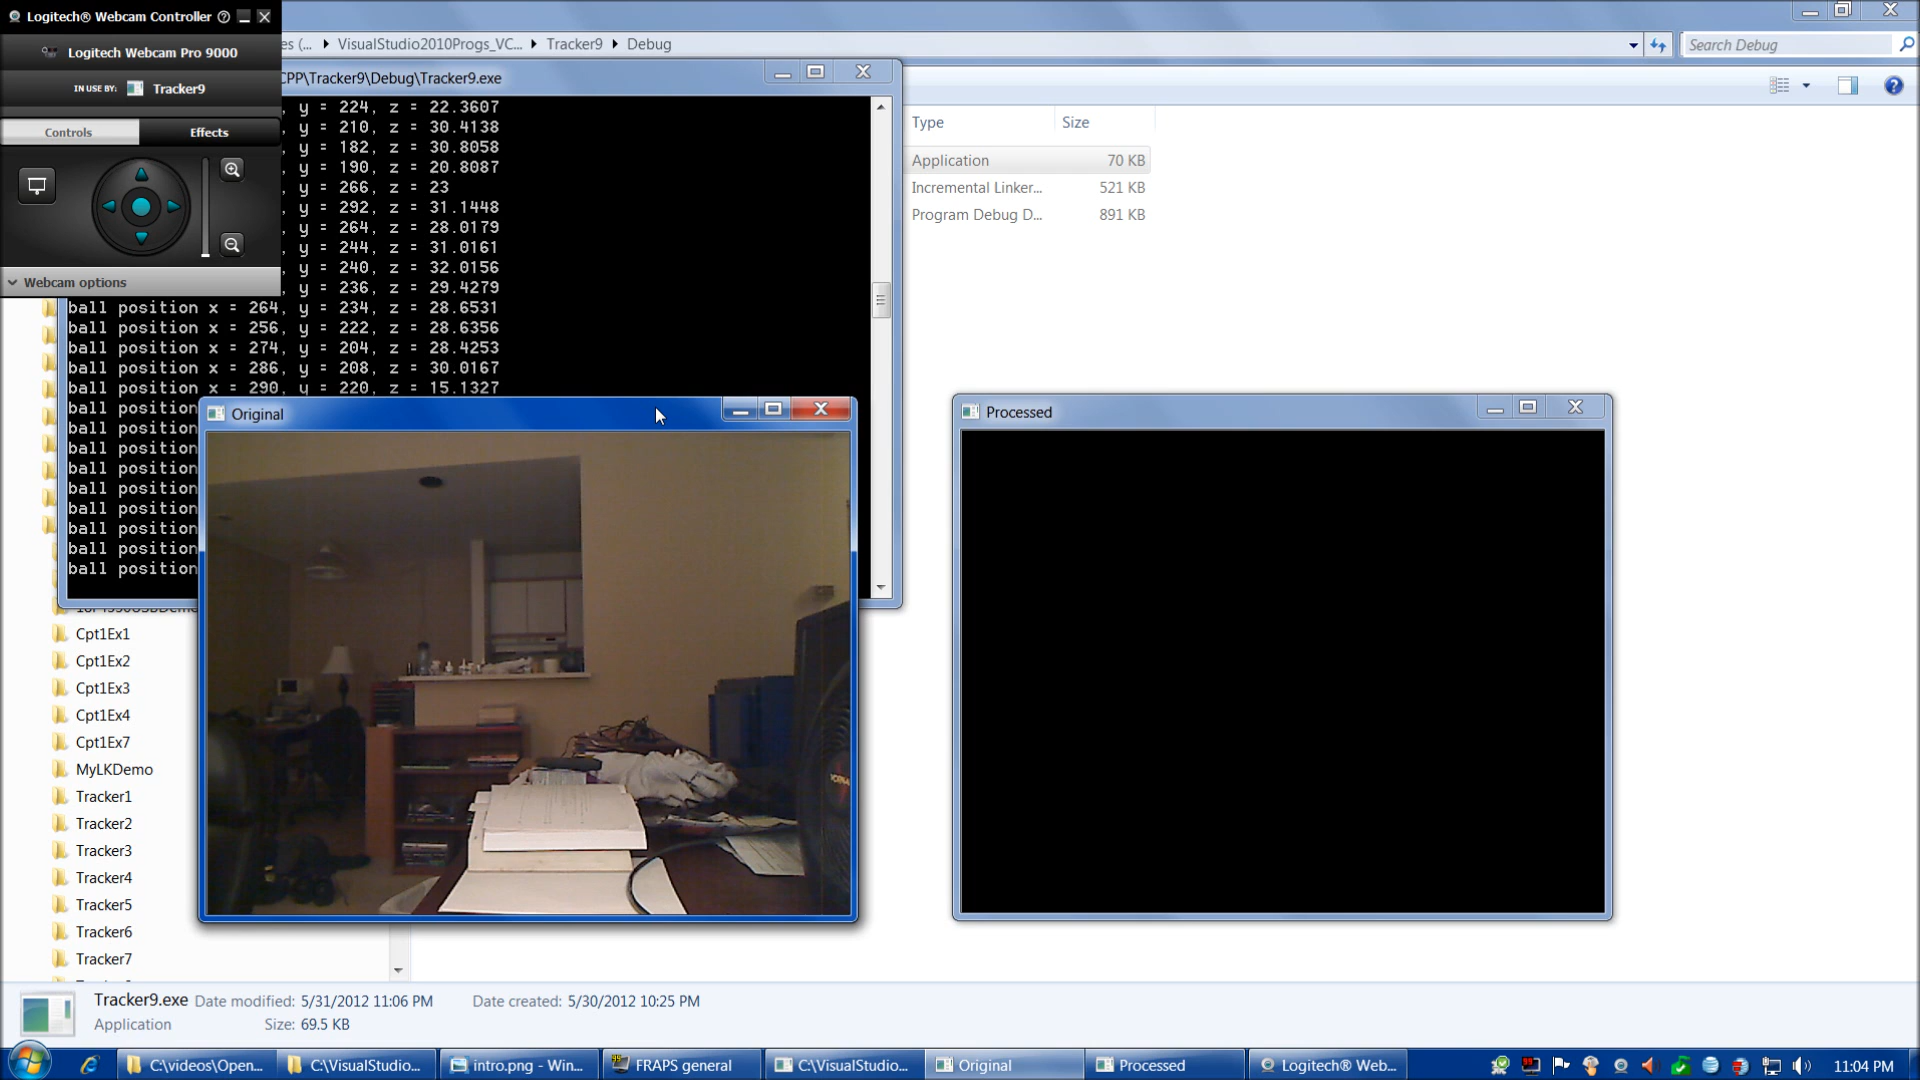 Logitech® Webcam Controller
Logitech Webcam Pro 9000
IN USE BY: Tracker9
Controls
Effects
Webcam options
es (... VisualStudio2010Progs_VC... Tracker9 Debug
Search Debug
CPP\Tracker9\Debug\Tracker9.exe
, y = 224, z = 22.3607
, y = 210, z = 30.4138
, y = 182, z = 30.8058
, y = 190, z = 20.8087
, y = 266, z = 23
, y = 292, z = 31.1448
, y = 264, z = 28.0179
, y = 244, z = 31.0161
, y = 240, z = 32.0156
, y = 236, z = 29.4279
ball position x = 264, y = 234, z = 28.6531
ball position x = 256, y = 222, z = 28.6356
ball position x = 274, y = 204, z = 28.4253
ball position x = 286, y = 208, z = 30.0167
ball position x = 290, y = 220, z = 15.1327
ball position
ball position
ball position
ball position
ball position
ball position
ball position
ball position
ball position
Type Size
Application 70 KB
Incremental Linker... 521 KB
Program Debug D... 891 KB
Original
Processed
Cpt1Ex1
Cpt1Ex2
Cpt1Ex3
Cpt1Ex4
Cpt1Ex7
MyLKDemo
Tracker1
Tracker2
Tracker3
Tracker4
Tracker5
Tracker6
Tracker7
Tracker9.exe Date modified: 5/31/2012 11:06 PM Date created: 5/30/2012 10:25 PM
Application Size: 69.5 KB
C:\videos\Open...
C:\VisualStudio...
intro.png - Win...
FRAPS general
C:\VisualStudio...
Original
Processed
Logitech® Web...
11:04 PM